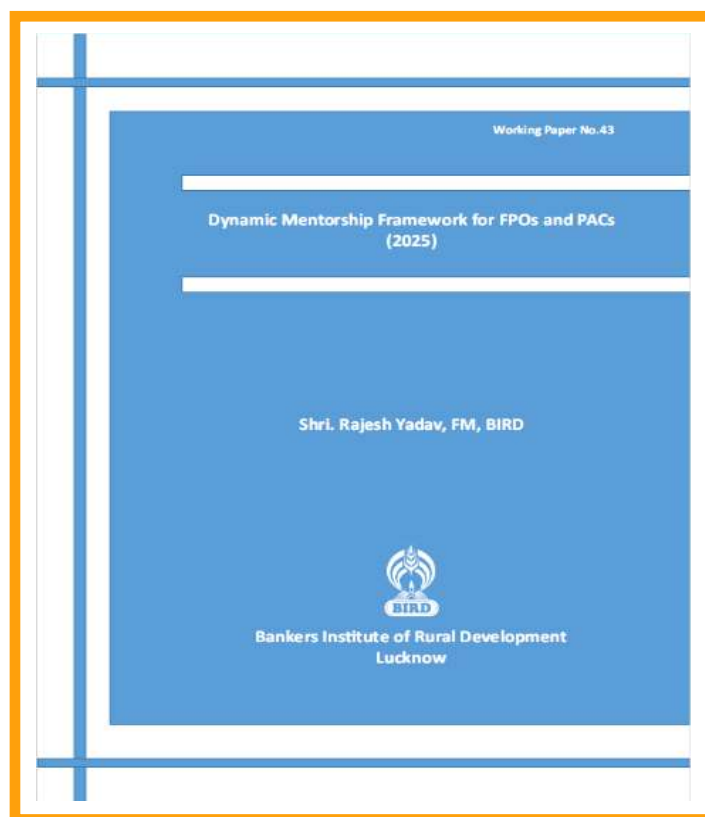 Working Paper No.43
Dynamic Mentorship Framework for FPOs and PACs
(2025)
Shri. Rajesh Yadav, FM, BIRD
BIRD
Bankers Institute of Rural Development
Lucknow